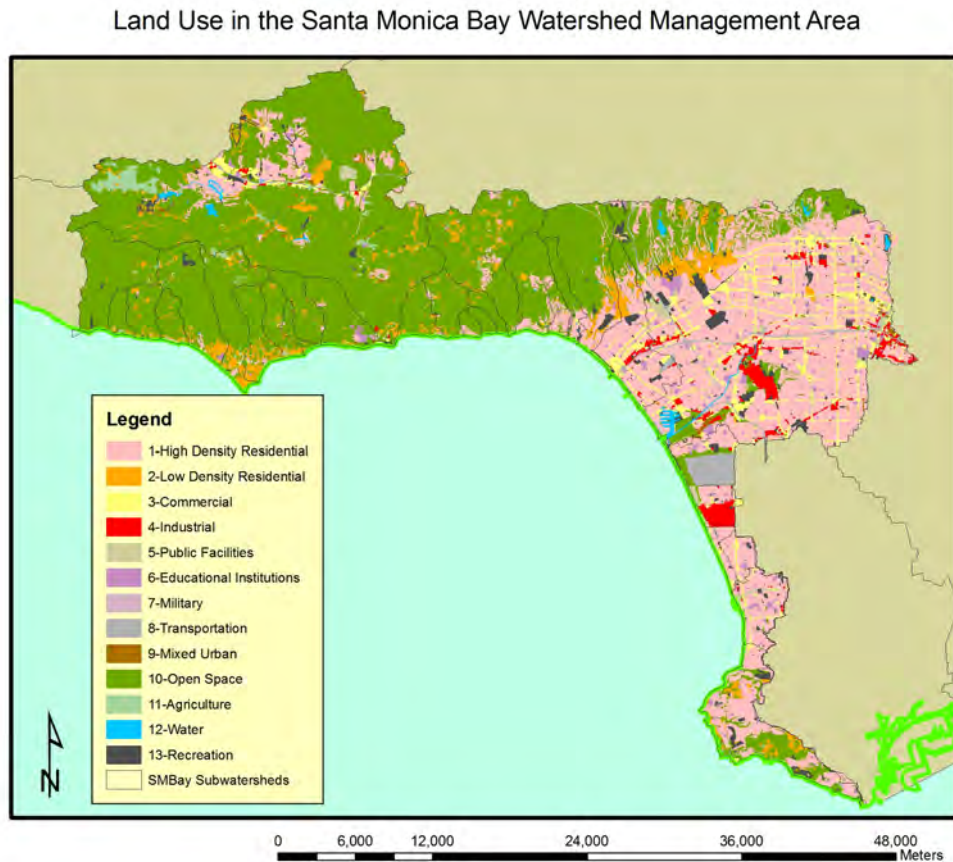 Land Use in the Santa Monica Bay Watershed Management Area
Legend
1-High Density Residential
2-Low Density Residential
3-Commercial
4-Industrial
5-Public Facilities
6-Educational Institutions
7-Military
8-Transportation
9-Mixed Urban
10-Open Space
11-Agriculture
12-Water
13-Recreation
SMBay Subwatersheds
N
0 6,000 12,000 24,000 36,000 48,000
Meters